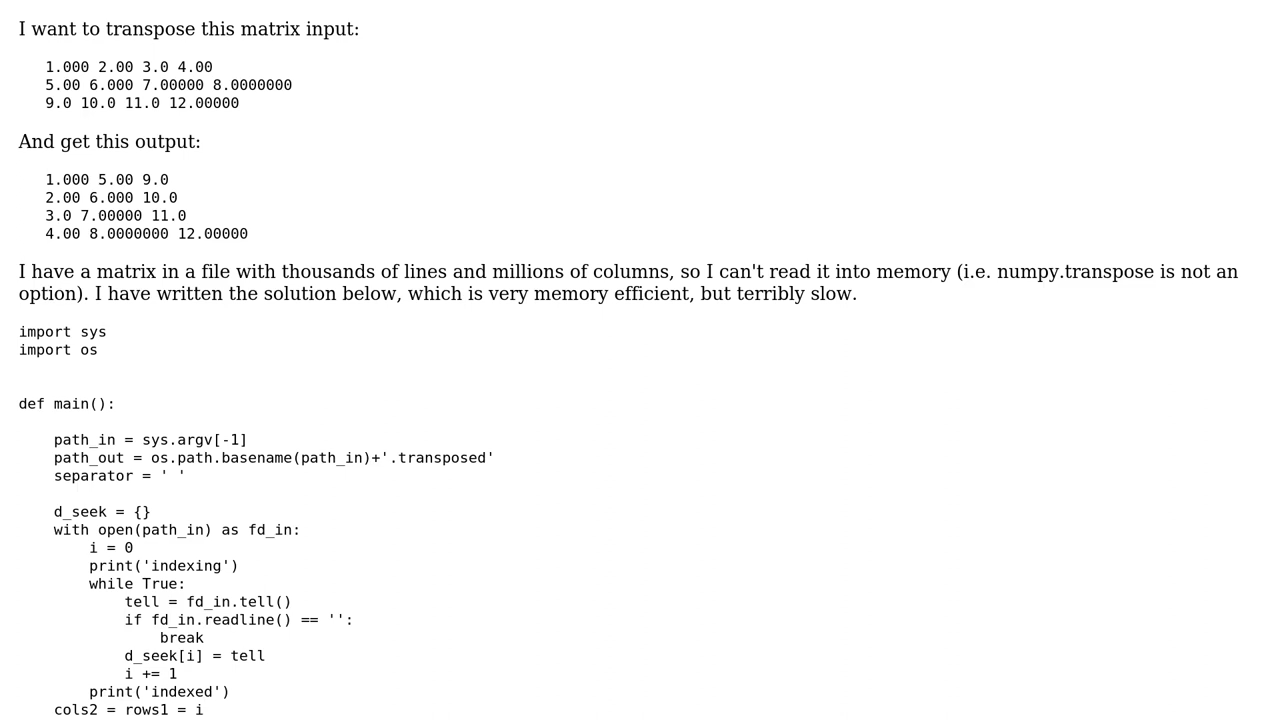 I want to transpose this matrix input:
1.000 2.00 3.0 4.00
5.00 6.000 7.00000 8.0000000
9.0 10.0 11.0 12.00000
And get this output:
1.000 5.00 9.0
2.00 6.000 10.0
3.0 7.00000 11.0
4.00 8.0000000 12.00000
I have a matrix in a file with thousands of lines and millions of columns, so I can't read it into memory (i.e. numpy.transpose is not an
option). I have written the solution below, which is very memory efficient, but terribly slow.
import sys
import os
def main():
    path_in = sys.argv[-1]
    path_out = os.path.basename(path_in)+'.transposed'
    separator = ' '
    d_seek = {}
    with open(path_in) as fd_in:
        i = 0
        print('indexing')
        while True:
            tell = fd_in.tell()
            if fd_in.readline() == '':
                break
            d_seek[i] = tell
            i += 1
        print('indexed')
    cols2 = rows1 = i